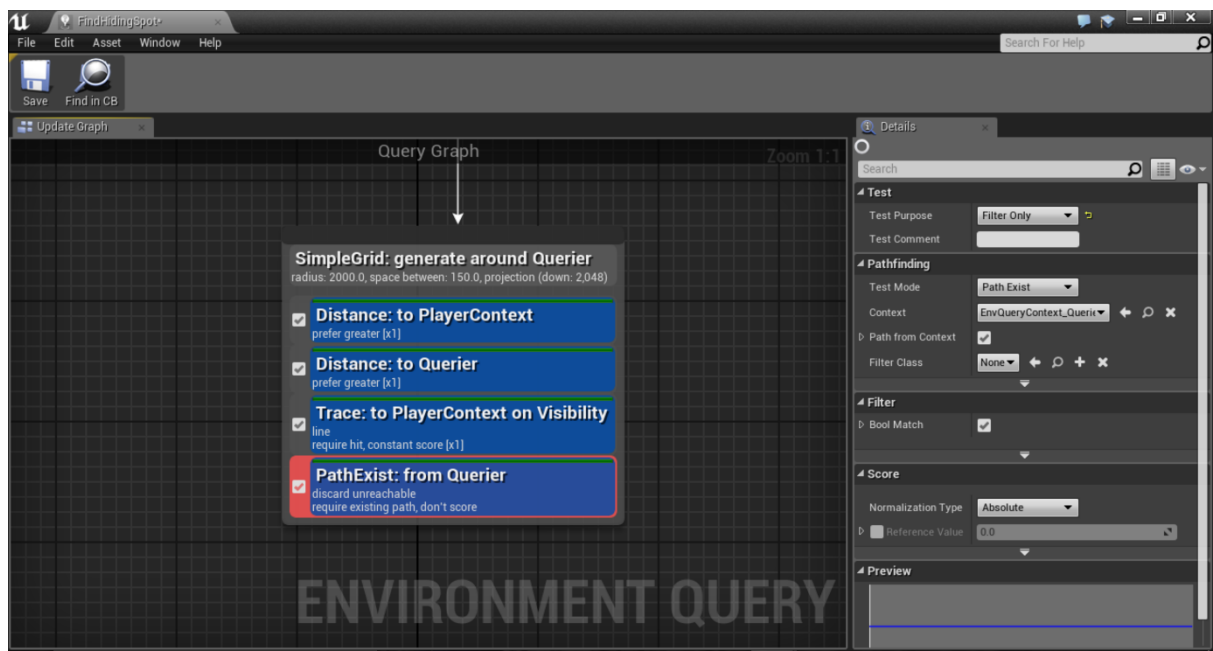 FindHidingSpot*
File Edit Asset Window Help
Search For Help
Save Find in CB
Update Graph
Query Graph
Zoom 1:1
SimpleGrid: generate around Querier
radius: 2000.0, space between: 150.0, projection (down: 2,048)
Distance: to PlayerContext
prefer greater [x1]
Distance: to Querier
prefer greater [x1]
Trace: to PlayerContext on Visibility
line
require hit, constant score [x1]
PathExist: from Querier
discard unreachable
require existing path, don't score
ENVIRONMENT QUERY
Details
Search
Test
Test Purpose Filter Only
Test Comment
Pathfinding
Test Mode Path Exist
Context EnvQueryContext_Querie
Path from Context
Filter Class None
Filter
Bool Match
Score
Normalization Type Absolute
Reference Value 0.0
Preview